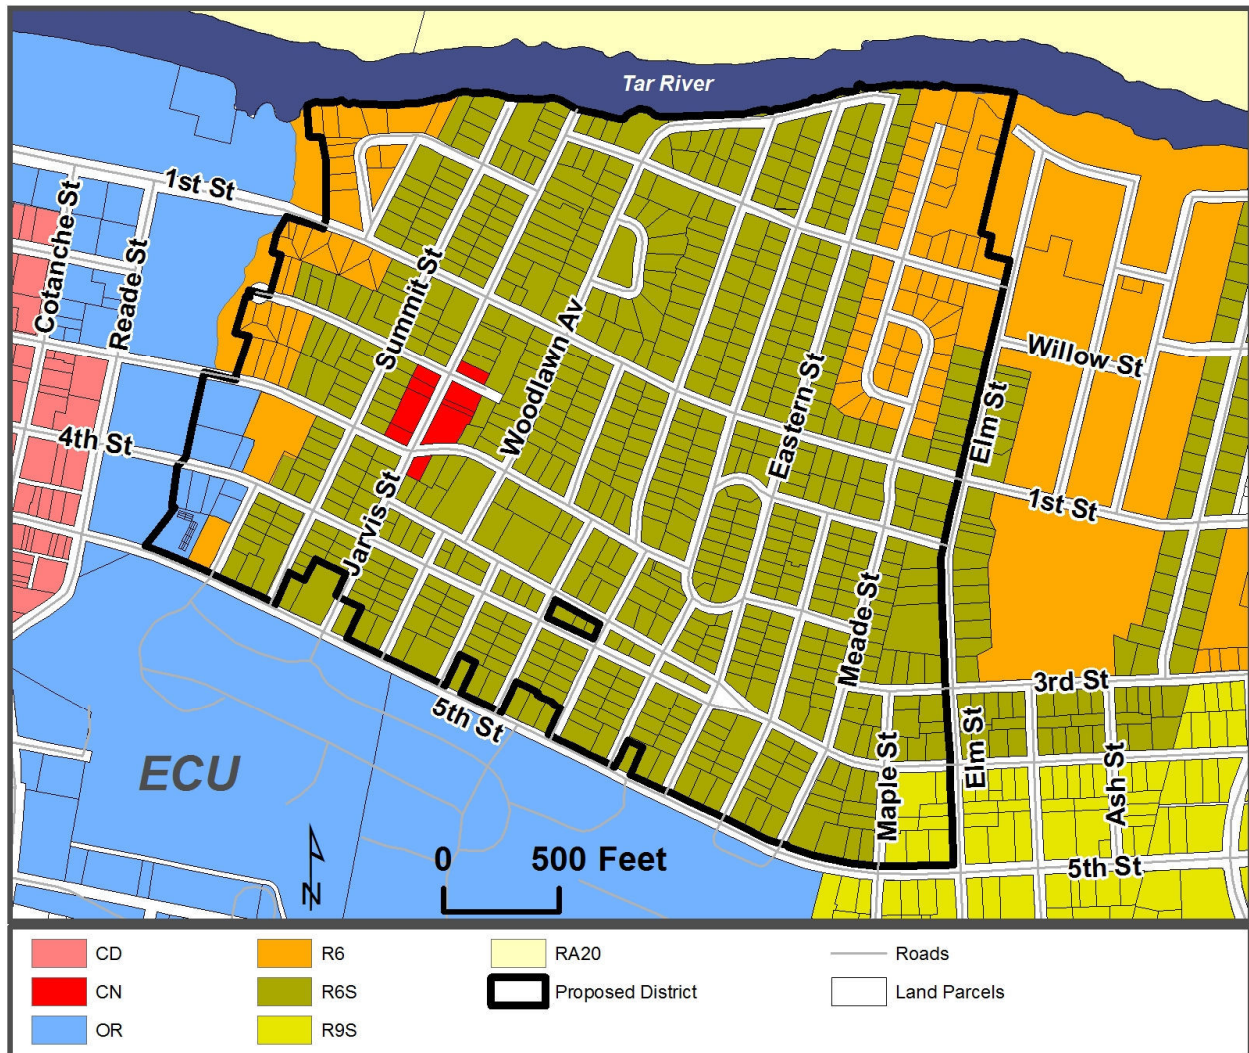 Tar River
1st St
Cotanche St
Reade St
Summit St
Woodlawn Av
Willow St
Eastern St
Elm St
4th St
1st St
Jarvis St
Meade St
3rd St
5th St
ECU
Maple St
Elm St
Ash St
5th St
N
0 500 Feet
CD R6 RA20 Roads
CN R6S Proposed District Land Parcels
OR R9S